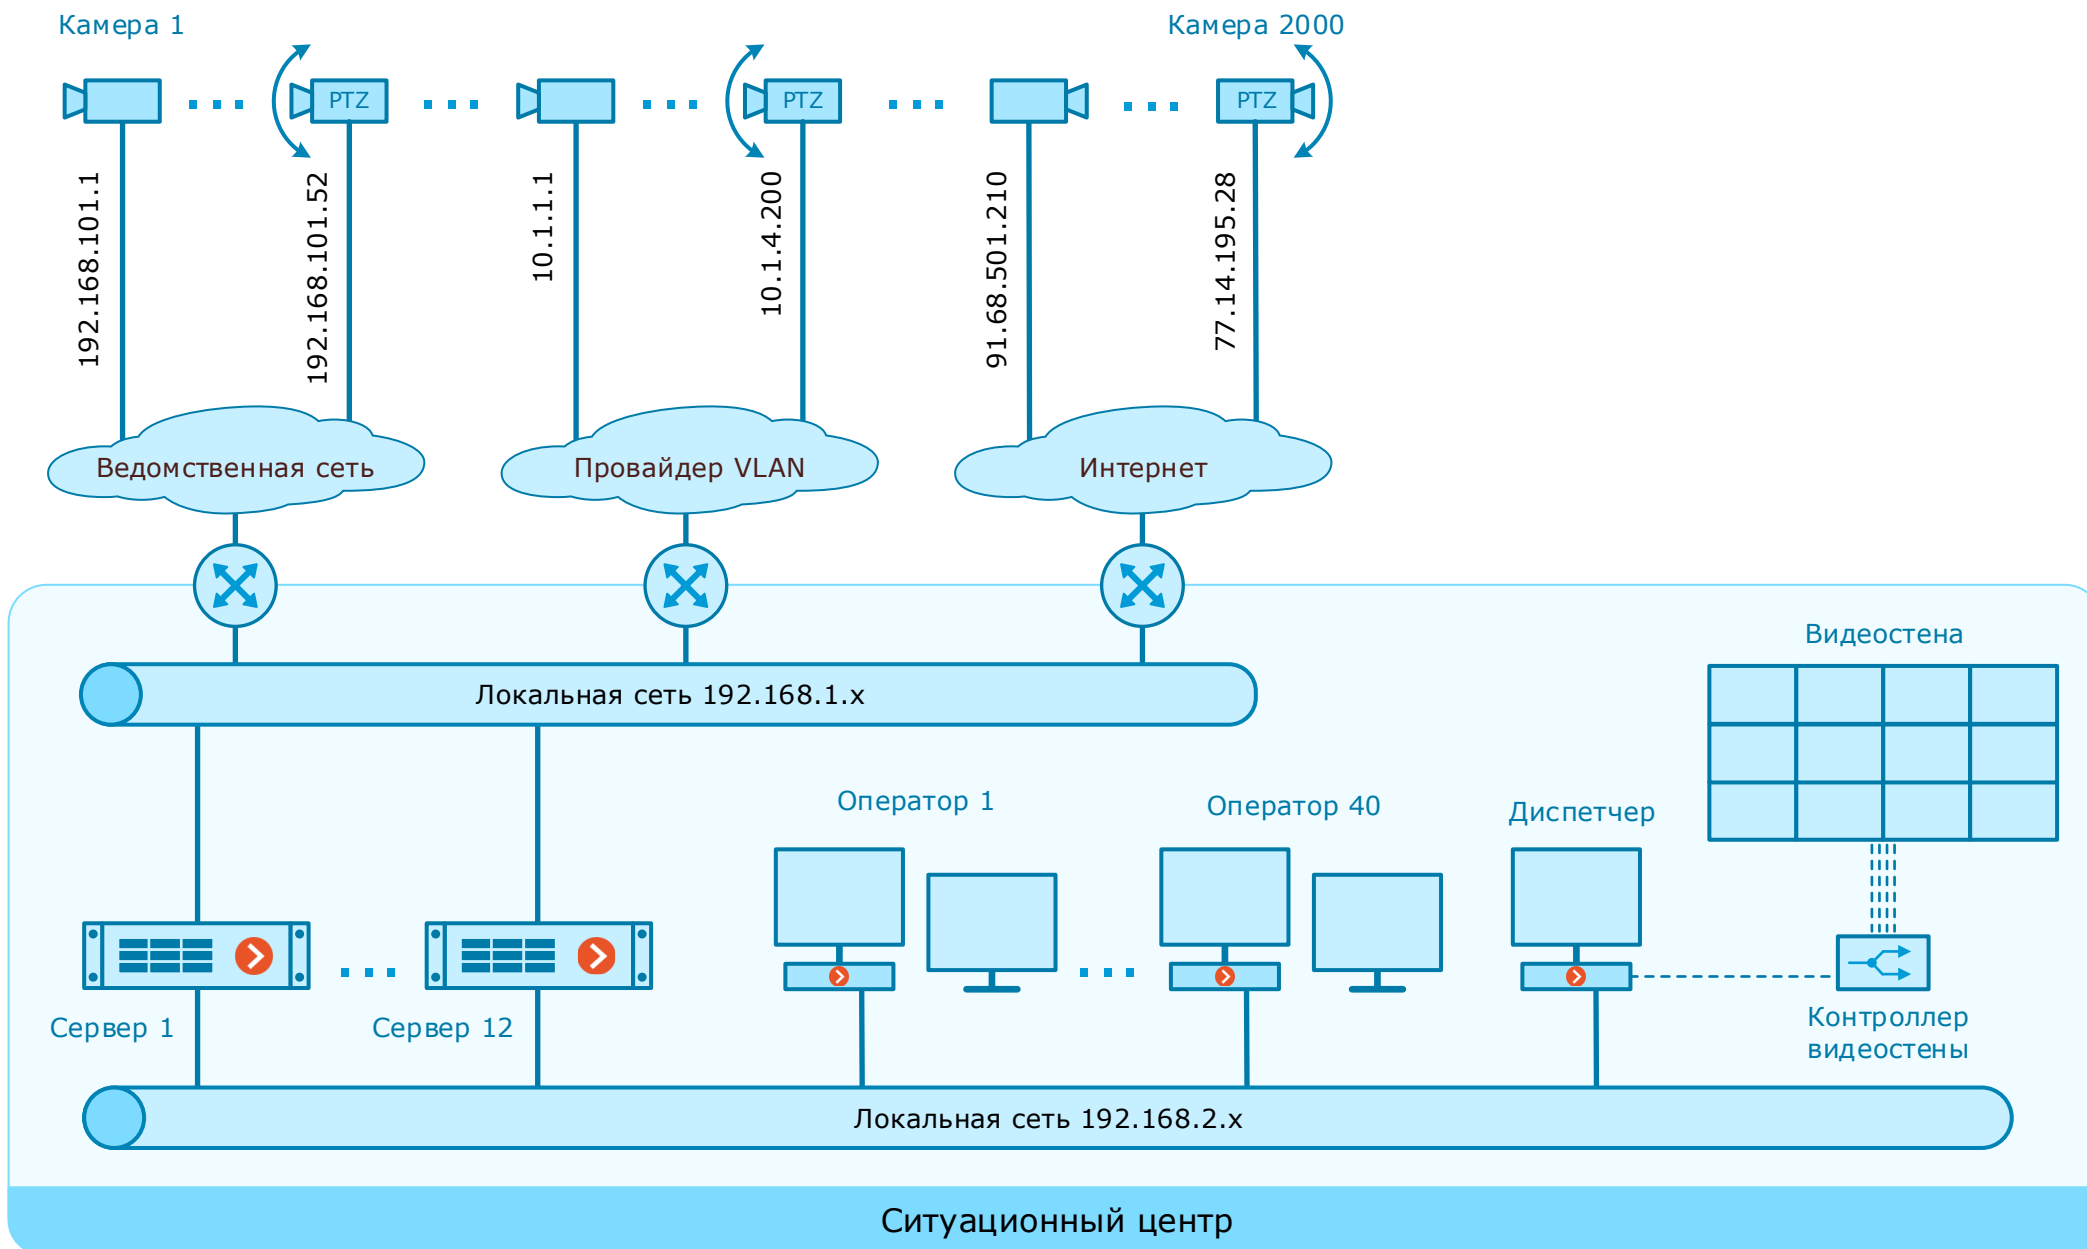 Камера 1
Камера 2000
PTZ
PTZ
PTZ
192.168.101.1
192.168.101.52
10.1.1.1
10.1.4.200
91.68.501.210
77.14.195.28
Ведомственная сеть
Провайдер VLAN
Интернет
Видеостена
Локальная сеть 192.168.1.x
Оператор 1
Оператор 40
Диспетчер
Сервер 1
Сервер 12
Контроллер
видеостены
Локальная сеть 192.168.2.x
Ситуационный центр